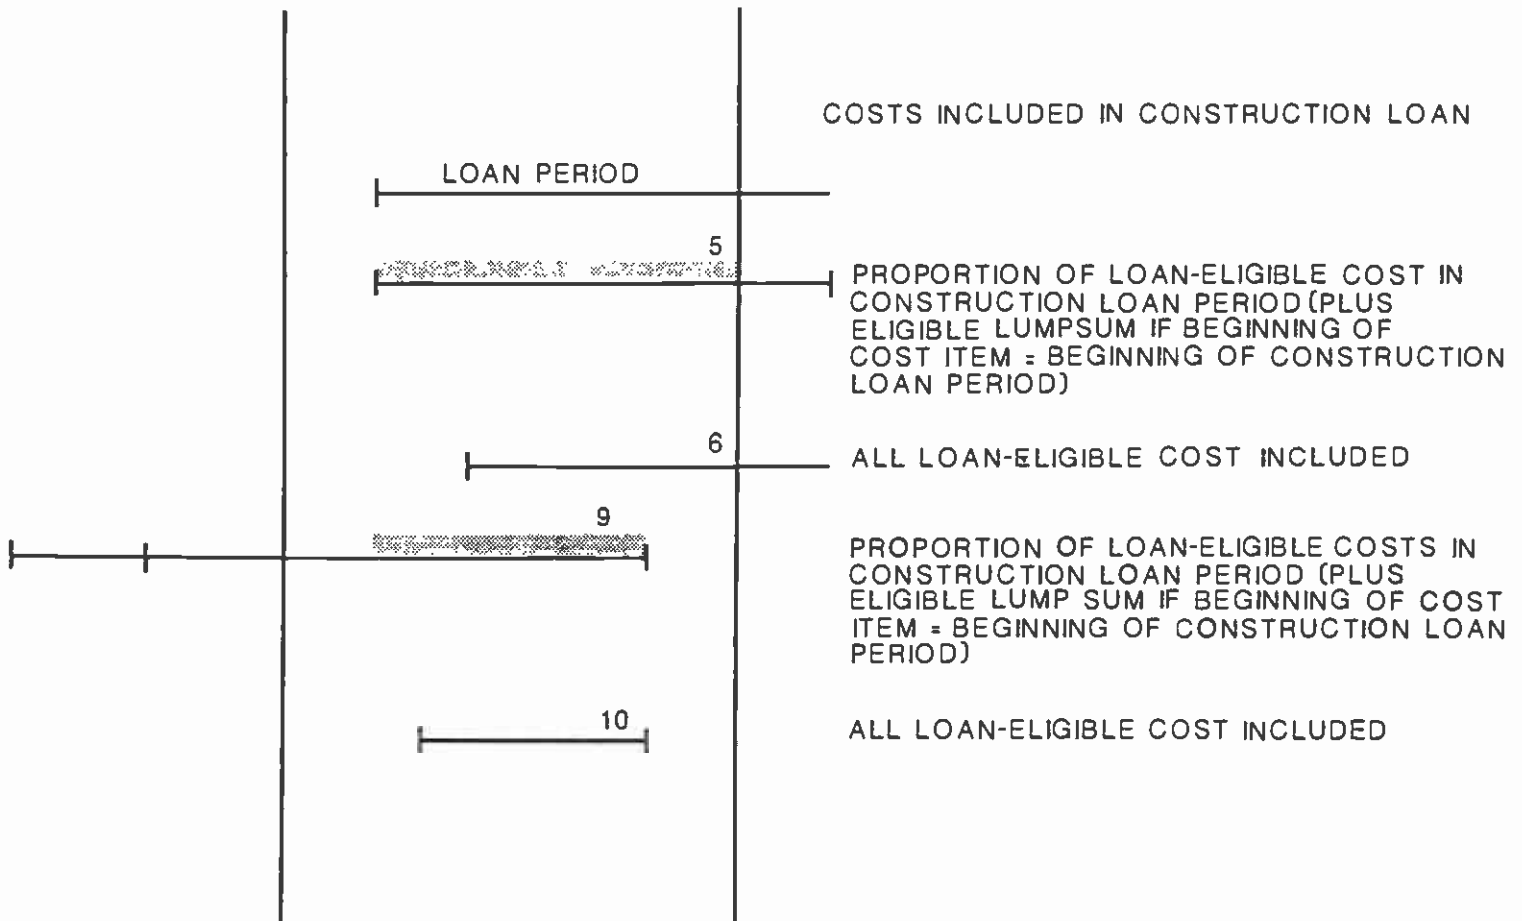 COSTS INCLUDED IN CONSTRUCTION LOAN
LOAN PERIOD
5
PROPORTION OF LOAN-ELIGIBLE COST IN
CONSTRUCTION LOAN PERIOD (PLUS
ELIGIBLE LUMPSUM IF BEGINNING OF
COST ITEM = BEGINNING OF CONSTRUCTION
LOAN PERIOD)
6
ALL LOAN-ELIGIBLE COST INCLUDED
9
PROPORTION OF LOAN-ELIGIBLE COSTS IN
CONSTRUCTION LOAN PERIOD (PLUS
ELIGIBLE LUMP SUM IF BEGINNING OF COST
ITEM = BEGINNING OF CONSTRUCTION LOAN
PERIOD)
10
ALL LOAN-ELIGIBLE COST INCLUDED